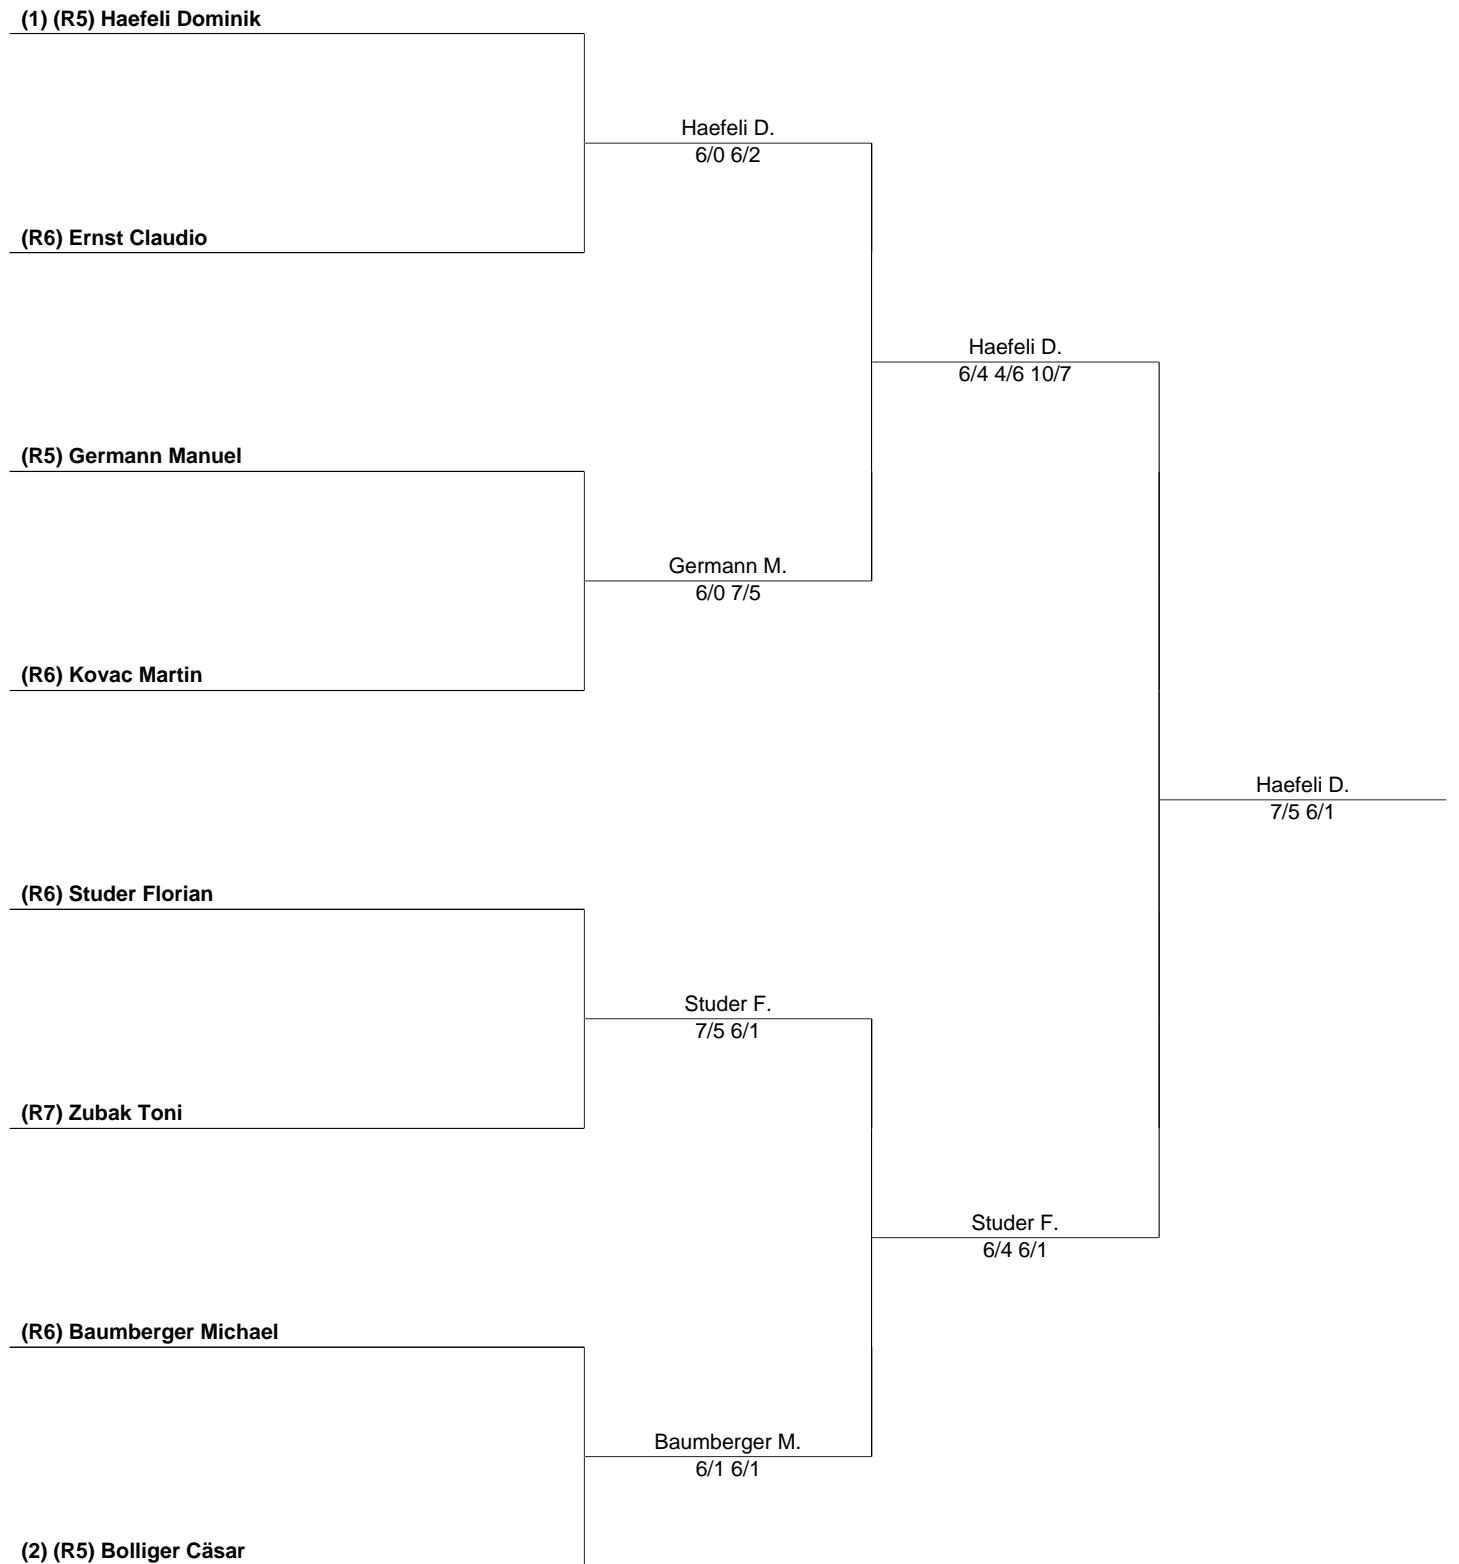 (1) (R5) Haefeli Dominik
Haefeli D.
6/0 6/2
(R6) Ernst Claudio
Haefeli D.
6/4 4/6 10/7
(R5) Germann Manuel
Germann M.
6/0 7/5
(R6) Kovac Martin
Haefeli D.
7/5 6/1
(R6) Studer Florian
Studer F.
7/5 6/1
(R7) Zubak Toni
Studer F.
6/4 6/1
(R6) Baumberger Michael
Baumberger M.
6/1 6/1
(2) (R5) Bolliger Cäsar